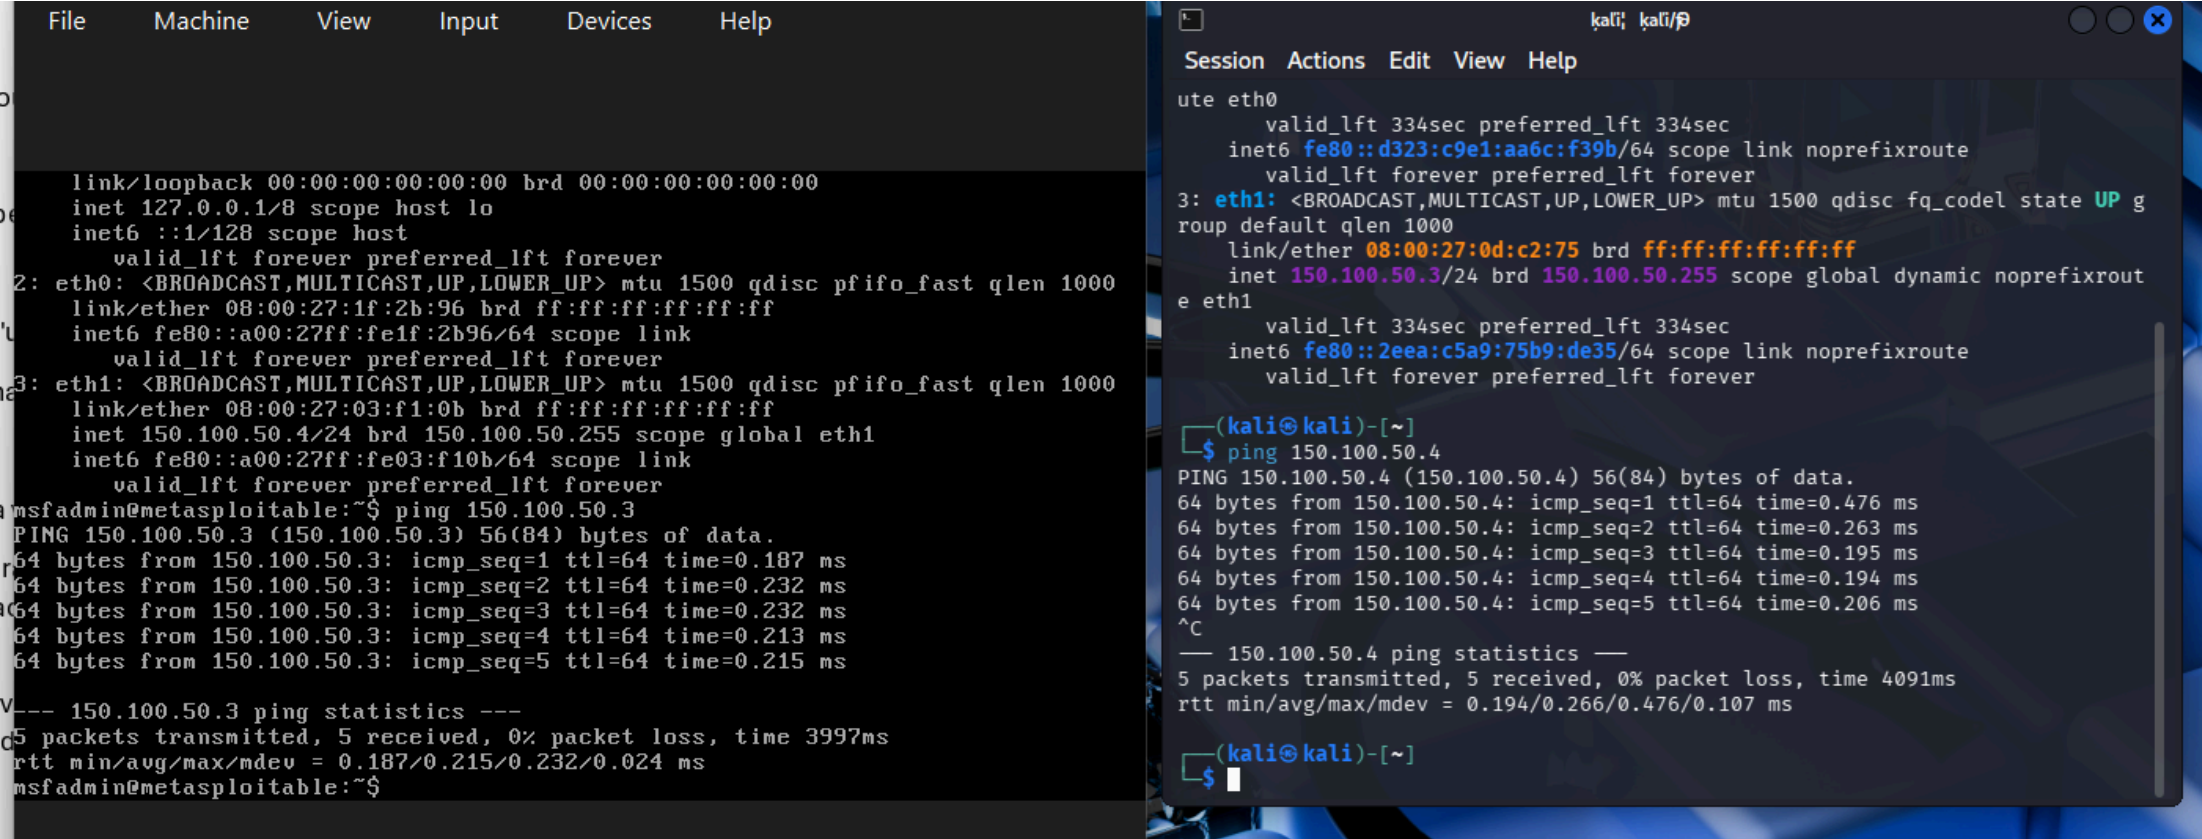 File Machine View Input Devices Help
link/loopback 00:00:00:00:00:00 brd 00:00:00:00:00:00
inet 127.0.0.1/8 scope host lo
inet6 ::1/128 scope host
valid_lft forever preferred_lft forever
2: eth0: <BROADCAST,MULTICAST,UP,LOWER_UP> mtu 1500 qdisc pfifo_fast qlen 1000
link/ether 08:00:27:1f:2b:96 brd ff:ff:ff:ff:ff:ff
inet6 fe80::a00:27ff:fe1f:2b96/64 scope link
valid_lft forever preferred_lft forever
3: eth1: <BROADCAST,MULTICAST,UP,LOWER_UP> mtu 1500 qdisc pfifo_fast qlen 1000
link/ether 08:00:27:03:f1:0b brd ff:ff:ff:ff:ff:ff
inet 150.100.50.4/24 brd 150.100.50.255 scope global eth1
inet6 fe80::a00:27ff:fe03:f10b/64 scope link
valid_lft forever preferred_lft forever
msfadmin@metasploitable:~$ ping 150.100.50.3
PING 150.100.50.3 (150.100.50.3) 56(84) bytes of data.
64 bytes from 150.100.50.3: icmp_seq=1 ttl=64 time=0.187 ms
64 bytes from 150.100.50.3: icmp_seq=2 ttl=64 time=0.232 ms
64 bytes from 150.100.50.3: icmp_seq=3 ttl=64 time=0.232 ms
64 bytes from 150.100.50.3: icmp_seq=4 ttl=64 time=0.213 ms
64 bytes from 150.100.50.3: icmp_seq=5 ttl=64 time=0.215 ms
--- 150.100.50.3 ping statistics ---
5 packets transmitted, 5 received, 0% packet loss, time 3997ms
rtt min/avg/max/mdev = 0.187/0.215/0.232/0.024 ms
msfadmin@metasploitable:~$
Session Actions Edit View Help
ute eth0
valid_lft 334sec preferred_lft 334sec
inet6 fe80::d323:c9e1:aa6c:f39b/64 scope link noprefixroute
valid_lft forever preferred_lft forever
3: eth1: <BROADCAST,MULTICAST,UP,LOWER_UP> mtu 1500 qdisc fq_codel state UP g
roup default qlen 1000
link/ether 08:00:27:0d:c2:75 brd ff:ff:ff:ff:ff:ff
inet 150.100.50.3/24 brd 150.100.50.255 scope global dynamic noprefixrout
e eth1
valid_lft 334sec preferred_lft 334sec
inet6 fe80::2eea:c5a9:75b9:de35/64 scope link noprefixroute
valid_lft forever preferred_lft forever
┌──(kali㉿kali)-[~]
└─$ ping 150.100.50.4
PING 150.100.50.4 (150.100.50.4) 56(84) bytes of data.
64 bytes from 150.100.50.4: icmp_seq=1 ttl=64 time=0.476 ms
64 bytes from 150.100.50.4: icmp_seq=2 ttl=64 time=0.263 ms
64 bytes from 150.100.50.4: icmp_seq=3 ttl=64 time=0.195 ms
64 bytes from 150.100.50.4: icmp_seq=4 ttl=64 time=0.194 ms
64 bytes from 150.100.50.4: icmp_seq=5 ttl=64 time=0.206 ms
^C
--- 150.100.50.4 ping statistics ---
5 packets transmitted, 5 received, 0% packet loss, time 4091ms
rtt min/avg/max/mdev = 0.194/0.266/0.476/0.107 ms
┌──(kali㉿kali)-[~]
└─$